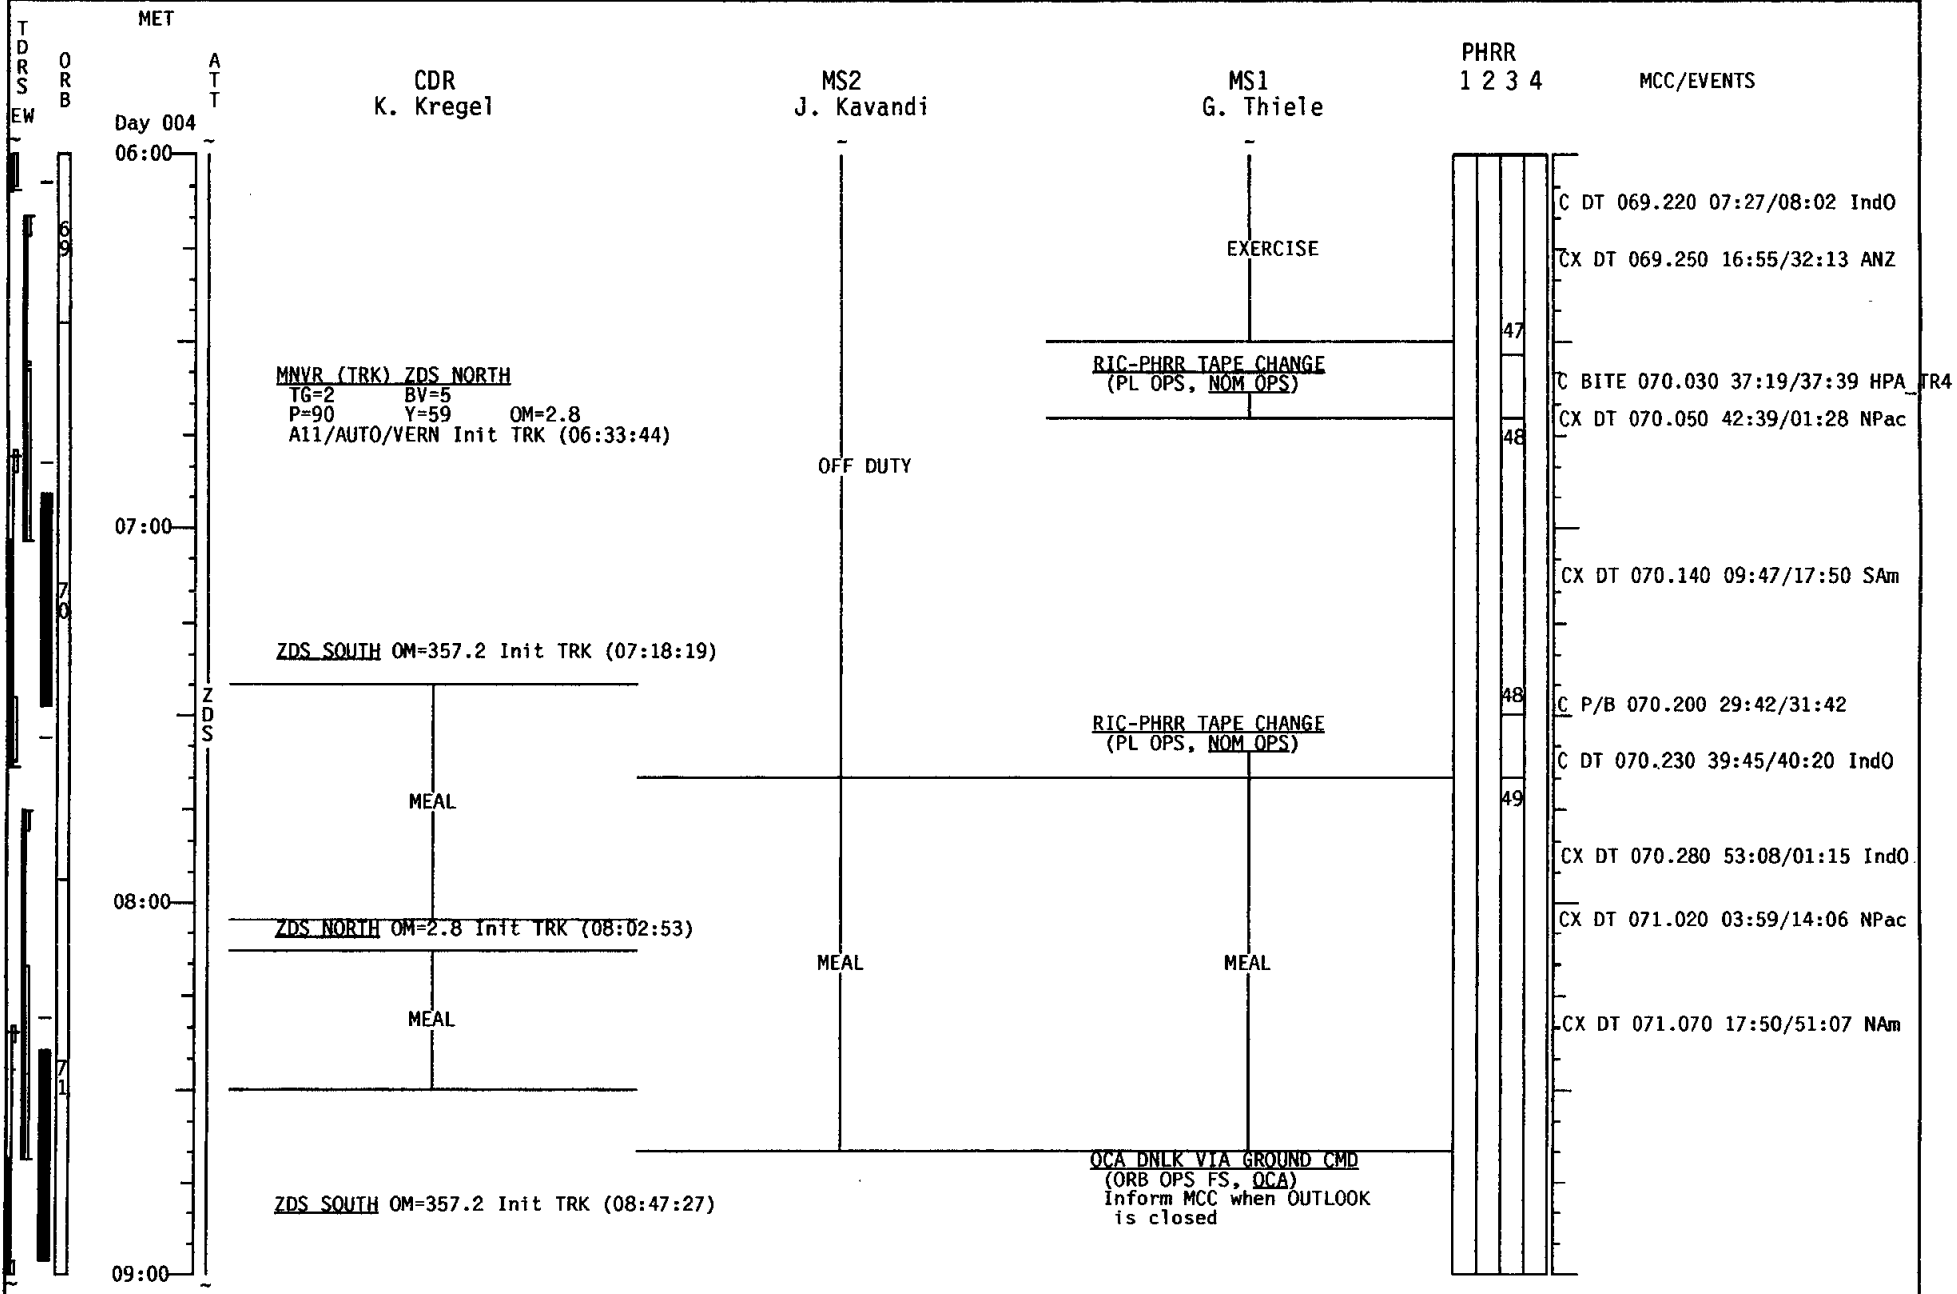 MET
TDRS
ORB
ATT
EW
CDR
K. Kregel
MS2
J. Kavandi
MS1
G. Thiele
PHRR
1 2 3 4
MCC/EVENTS
Day 004
06:00
69
C DT 069.220 07:27/08:02 IndO
EXERCISE
CX DT 069.250 16:55/32:13 ANZ
47
MNVR (TRK) ZDS NORTH
TG=2 BV=5
P=90 Y=59 OM=2.8
A11/AUTO/VERN Init TRK (06:33:44)
RIC-PHRR TAPE CHANGE
(PL OPS, NOM OPS)
C BITE 070.030 37:19/37:39 HPA_TR4
CX DT 070.050 42:39/01:28 NPac
48
OFF DUTY
07:00
70
CX DT 070.140 09:47/17:50 SAm
ZDS SOUTH OM=357.2 Init TRK (07:18:19)
ZDS
48
C P/B 070.200 29:42/31:42
RIC-PHRR TAPE CHANGE
(PL OPS, NOM OPS)
C DT 070.230 39:45/40:20 IndO
MEAL
49
CX DT 070.280 53:08/01:15 IndO
08:00
ZDS NORTH OM=2.8 Init TRK (08:02:53)
CX DT 071.020 03:59/14:06 NPac
MEAL
MEAL
MEAL
CX DT 071.070 17:50/51:07 NAm
71
OCA DNLK VIA GROUND CMD
(ORB OPS FS, OCA)
Inform MCC when OUTLOOK
is closed
ZDS SOUTH OM=357.2 Init TRK (08:47:27)
09:00